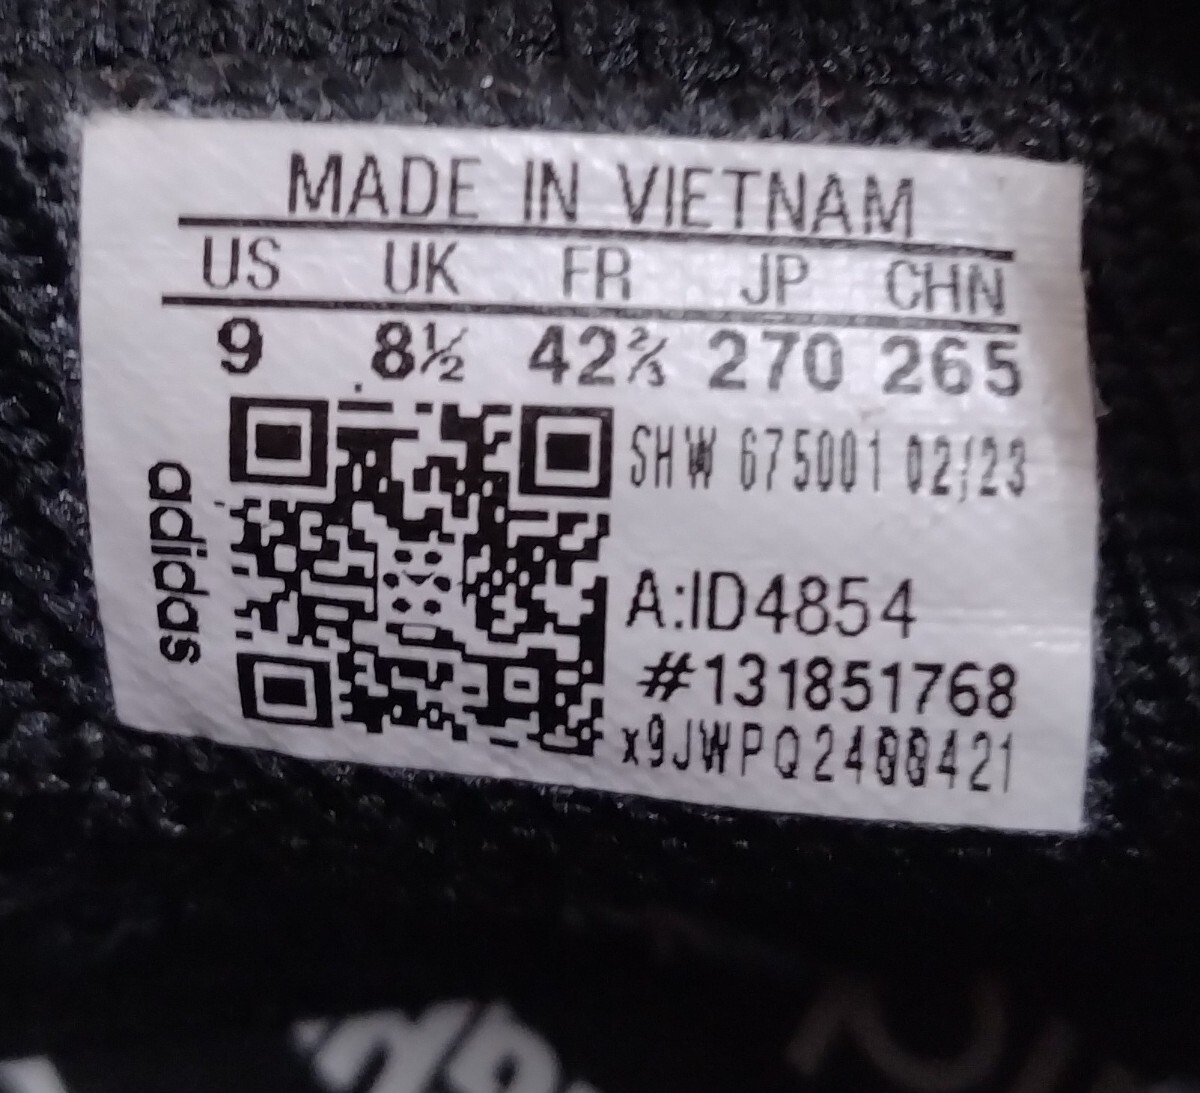 MADE IN VIETNAM
US UK FR JP CHN
9 8½ 42⅔ 270 265
SHW 675001 02/23
adidas
A:ID4854
#131851768
x9JWPQ2400421